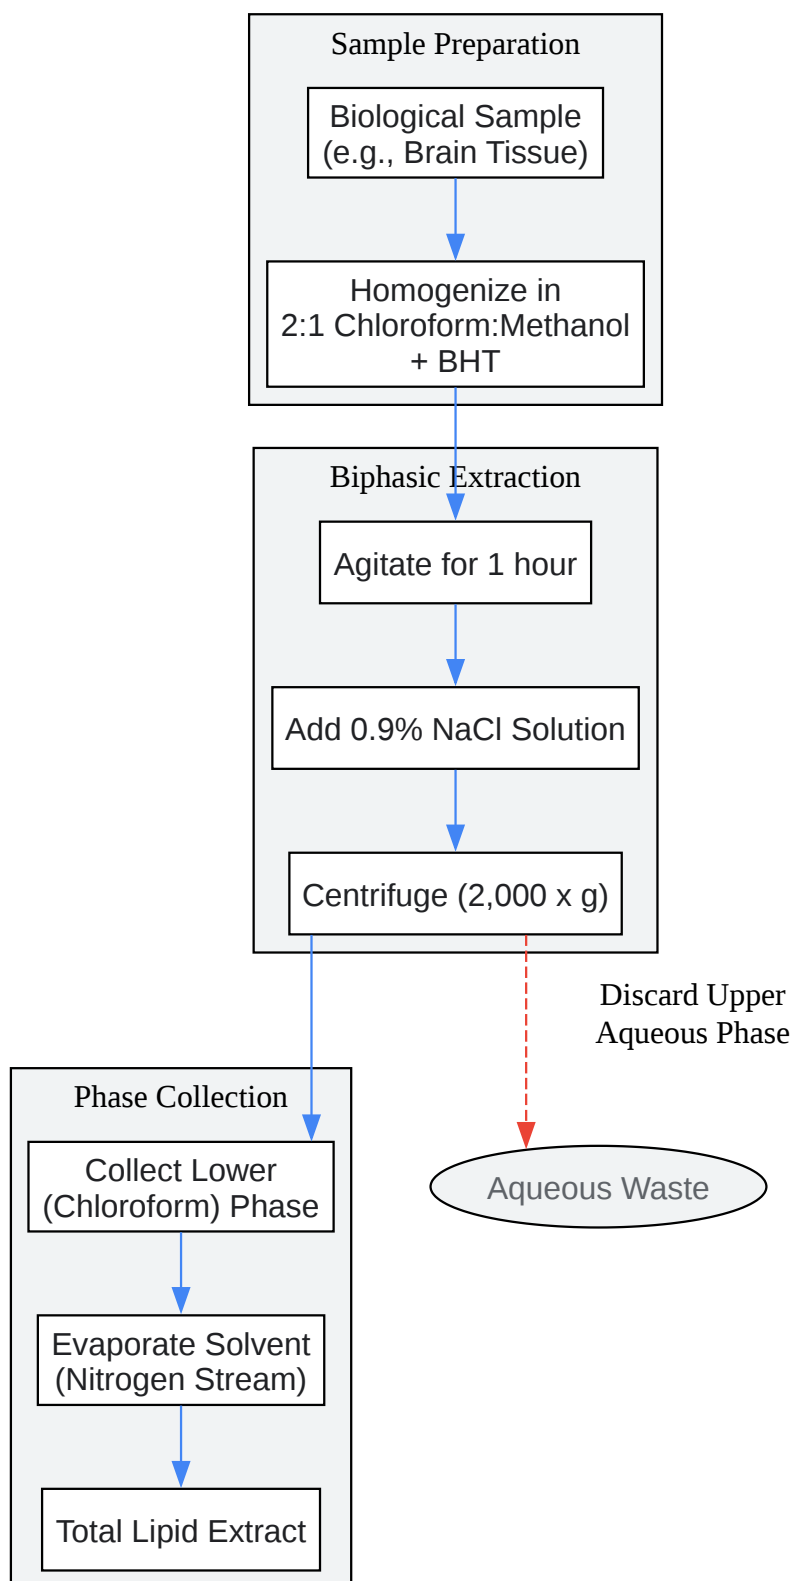 Sample Preparation
Biological Sample
(e.g., Brain Tissue)
Homogenize in
2:1 Chloroform:Methanol
+ BHT
Biphasic Extraction
Agitate for 1 hour
Add 0.9% NaCl Solution
Centrifuge (2,000 x g)
Discard Upper
Aqueous Phase
Phase Collection
Collect Lower
(Chloroform) Phase
Aqueous Waste
Evaporate Solvent
(Nitrogen Stream)
Total Lipid Extract